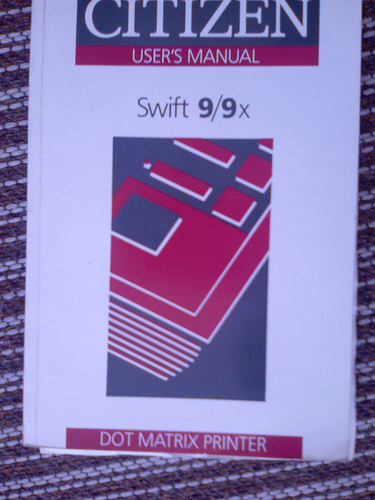 CITIZEN
USER'S MANUAL
Swift 9/9x
DOT MATRIX PRINTER